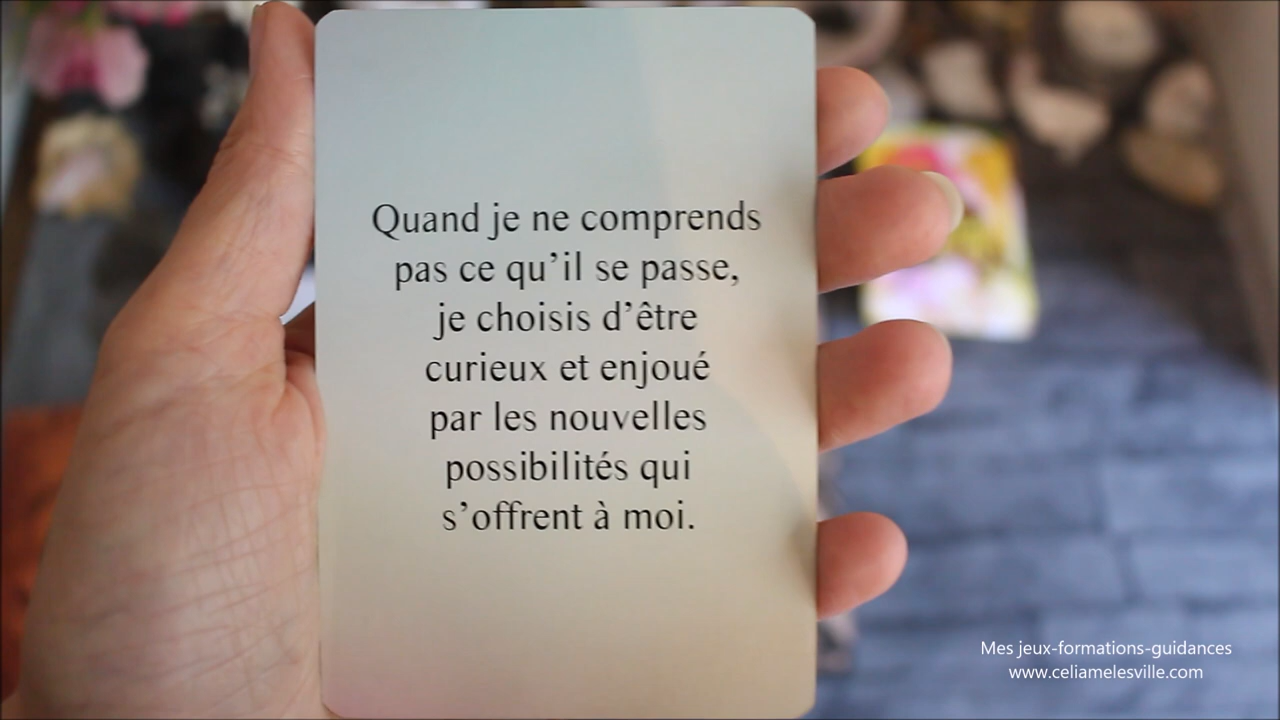 Quand je ne comprends
pas ce qu’il se passe,
je choisis d’être
curieux et enjoué
par les nouvelles
possibilités qui
s’offrent à moi.
Mes jeux-formations-guidances
www.celiamelesville.com